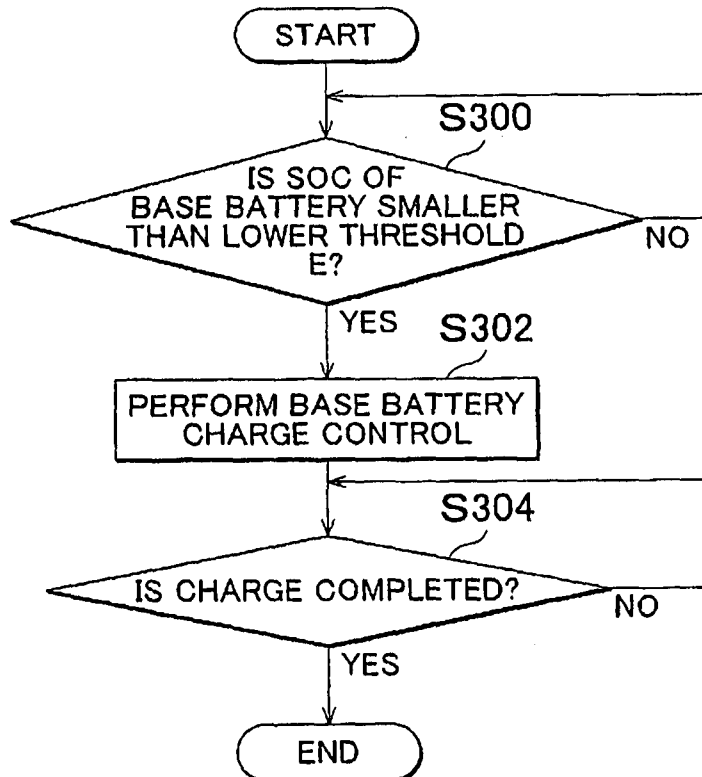 START
S300
IS SOC OF
BASE BATTERY SMALLER
THAN LOWER THRESHOLD
E?
NO
YES
S302
PERFORM BASE BATTERY
CHARGE CONTROL
S304
IS CHARGE COMPLETED?
NO
YES
END